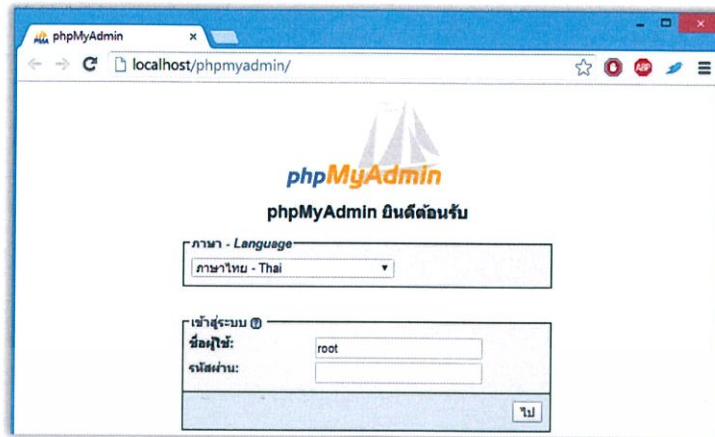 phpMyAdmin
localhost/phpmyadmin/
ABP
phpMyAdmin
phpMyAdmin ยินดีต้อนรับ
ภาษา - Language
ภาษาไทย - Thai
เข้าสู่ระบบ
ชื่อผู้ใช้:
root
รหัสผ่าน:
ไป